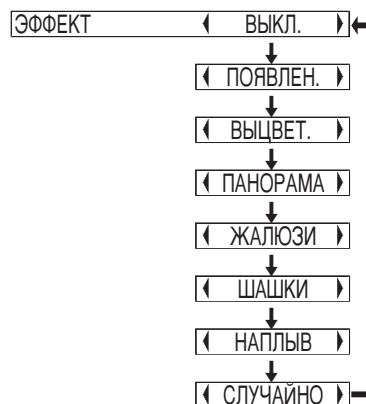 ЭФФЕКТ ВЫКЛ.
ПОЯВЛЕН.
ВЫЦВЕТ.
ПАНОРАМА
ЖАЛЮЗИ
ШАШКИ
НАПЛЫВ
СЛУЧАЙНО